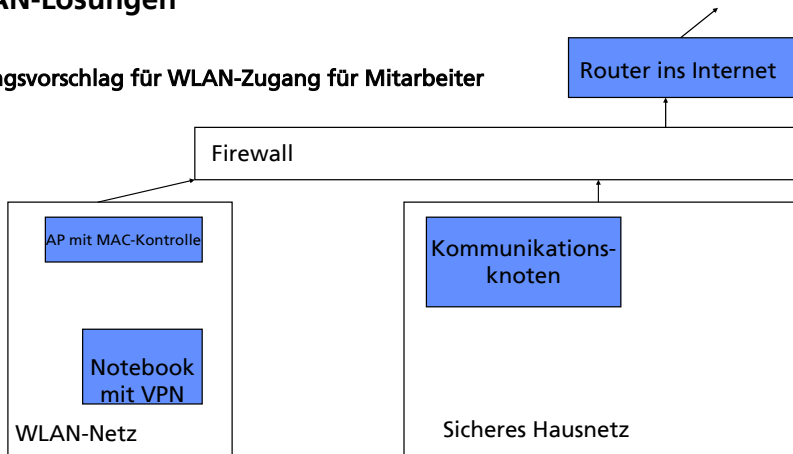 AN-Lösungen
ngsvorschlag für WLAN-Zugang für Mitarbeiter
Router ins Internet
Firewall
AP mit MAC-Kontrolle
Kommunikations-
knoten
Notebook
mit VPN
WLAN-Netz
Sicheres Hausnetz